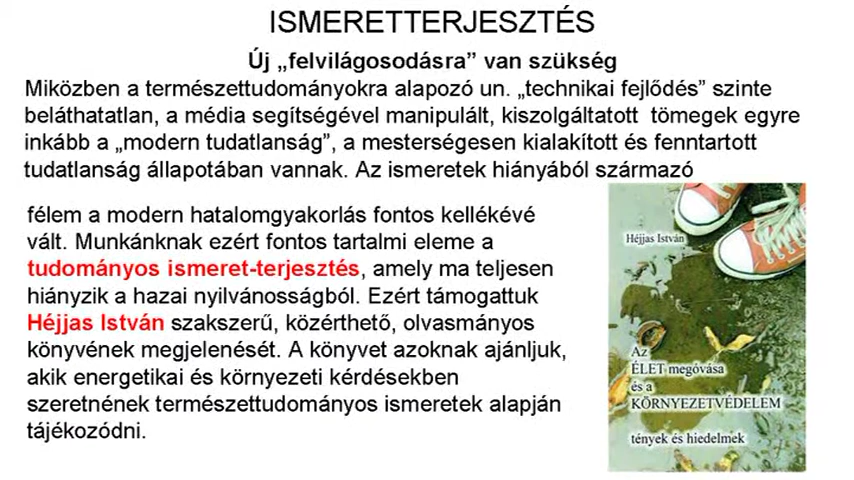 ISMERETTERJESZTÉS
Új „felvilágosodásra” van szükség
Miközben a természettudományokra alapozó un. „technikai fejlődés” szinte
beláthatatlan, a média segítségével manipulált, kiszolgáltatott tömegek egyre
inkább a „modern tudatlanság”, a mesterségesen kialakított és fenntartott
tudatlanság állapotában vannak. Az ismeretek hiányából származó
félem a modern hatalomgyakorlás fontos kellékévé
vált. Munkánknak ezért fontos tartalmi eleme a
tudományos ismeret-terjesztés, amely ma teljesen
hiányzik a hazai nyilvánosságból. Ezért támogattuk
Héjjas István szakszerű, közérthető, olvasmányos
könyvének megjelenését. A könyvet azoknak ajánljuk,
akik energetikai és környezeti kérdésekben
szeretnének természettudományos ismeretek alapján
tájékozódni.
Héjjas István
Az
ÉLET megóvása
és a
KÖRNYEZETVÉDELEM
tények és hiedelmek